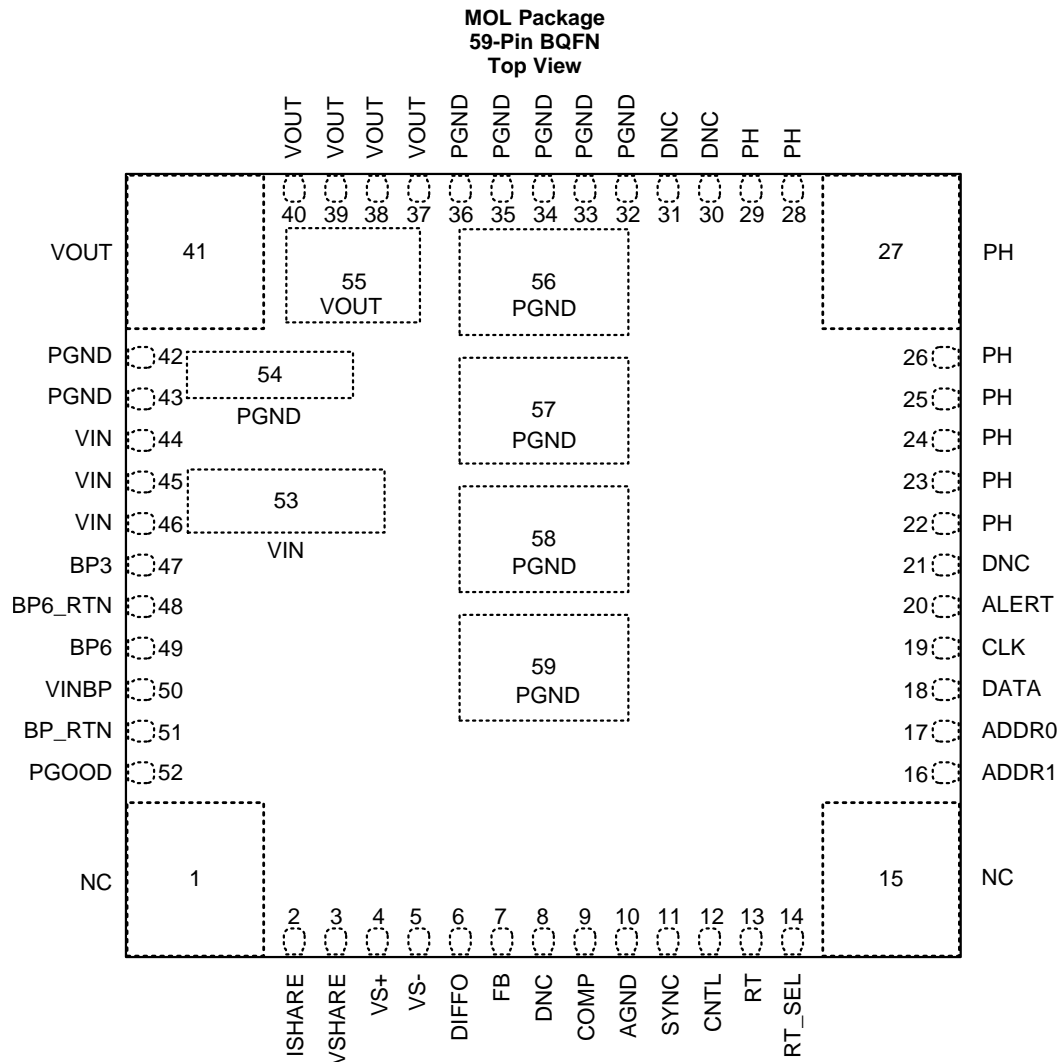 MOL Package
59-Pin BQFN
Top View
VOUT
VOUT
VOUT
VOUT
PGND
PGND
PGND
PGND
PGND
DNC
DNC
PH
PH
40 39 38 37 36 35 34 33 32 31 30 29 28
VOUT 41
27 PH
55
VOUT
56
PGND
PGND 42
54
PGND
26 PH
PGND 43
57
PGND
25 PH
VIN 44
24 PH
VIN 45
53
VIN
23 PH
VIN 46
58
PGND
22 PH
BP3 47
21 DNC
BP6_RTN 48
20 ALERT
BP6 49
59
PGND
19 CLK
VINBP 50
18 DATA
BP_RTN 51
17 ADDR0
PGOOD 52
16 ADDR1
NC 1
15 NC
2 3 4 5 6 7 8 9 10 11 12 13 14
ISHARE
VSHARE
VS+
VS-
DIFFO
FB
DNC
COMP
AGND
SYNC
CNTL
RT
RT_SEL